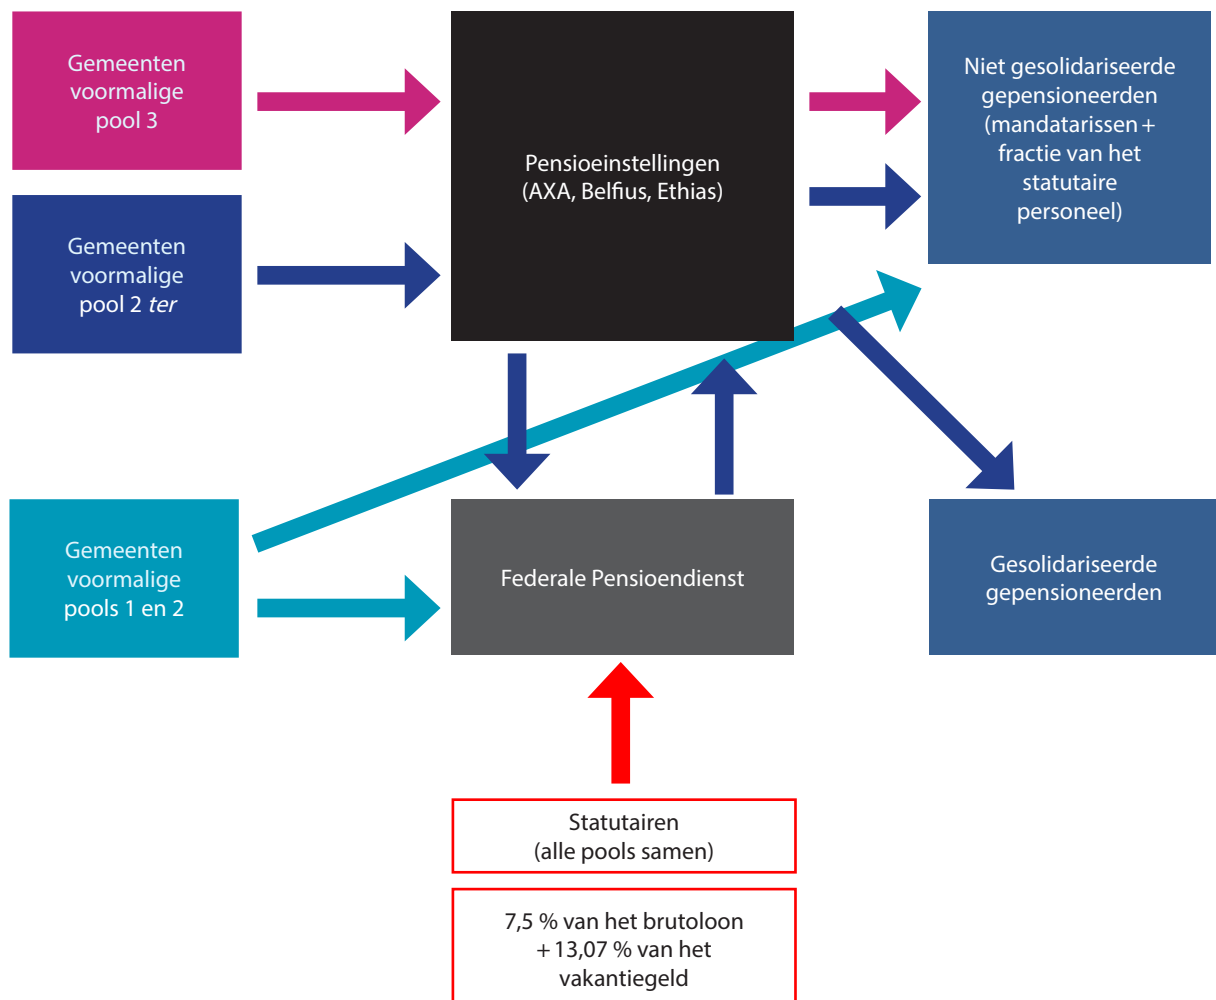 Gemeenten
voormalige
pool 3
Pensioeinstellingen
(AXA, Belfius, Ethias)
Niet gesolidariseerde
gepensioneerden
(mandatarissen +
fractie van het
statutaire
personeel)
Gemeenten
voormalige
pool 2 ter
Gemeenten
voormalige
pools 1 en 2
Federale Pensioendienst
Gesolidariseerde
gepensioneerden
Statutairen
(alle pools samen)
7,5 % van het brutoloon
+ 13,07 % van het
vakantiegeld